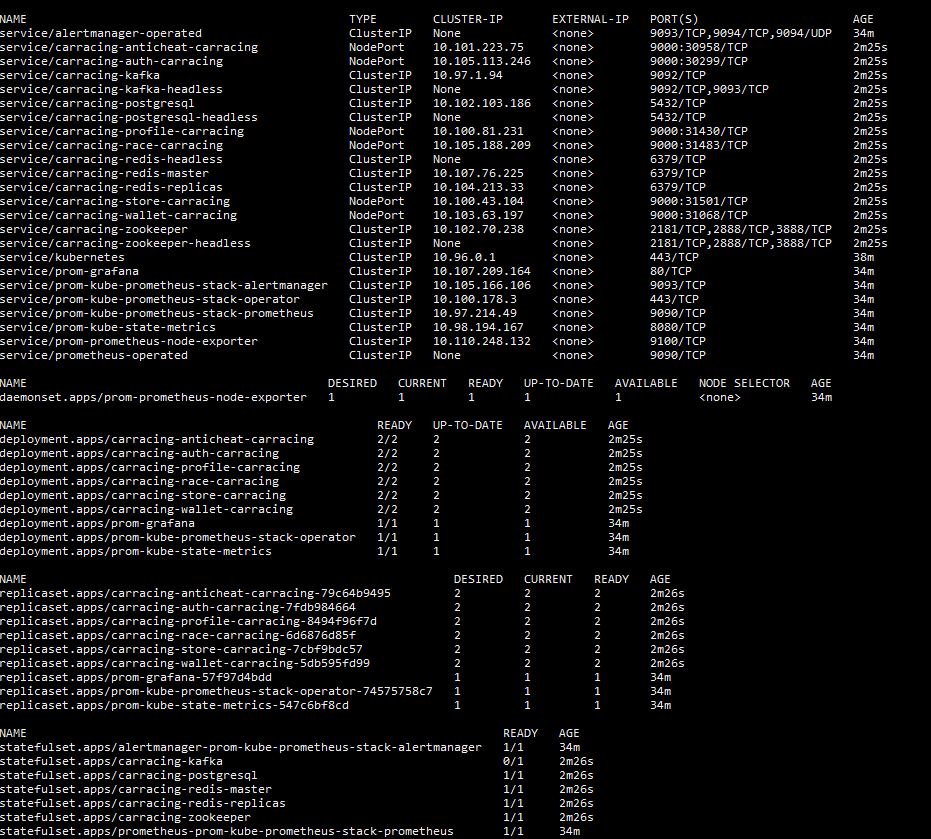 NAME TYPE CLUSTER-IP EXTERNAL-IP PORT(S) AGE
service/alertmanager-operated ClusterIP None <none> 9093/TCP,9094/TCP,9094/UDP 34m
service/carracing-anticheat-carracing NodePort 10.101.223.75 <none> 9000:30958/TCP 2m25s
service/carracing-auth-carracing NodePort 10.105.113.246 <none> 9000:30299/TCP 2m25s
service/carracing-kafka ClusterIP 10.97.1.94 <none> 9092/TCP 2m25s
service/carracing-kafka-headless ClusterIP None <none> 9092/TCP,9093/TCP 2m25s
service/carracing-postgresql ClusterIP 10.102.103.186 <none> 5432/TCP 2m25s
service/carracing-postgresql-headless ClusterIP None <none> 5432/TCP 2m25s
service/carracing-profile-carracing NodePort 10.100.81.231 <none> 9000:31430/TCP 2m25s
service/carracing-race-carracing NodePort 10.105.188.209 <none> 9000:31483/TCP 2m25s
service/carracing-redis-headless ClusterIP None <none> 6379/TCP 2m25s
service/carracing-redis-master ClusterIP 10.107.76.225 <none> 6379/TCP 2m25s
service/carracing-redis-replicas ClusterIP 10.104.213.33 <none> 6379/TCP 2m25s
service/carracing-store-carracing NodePort 10.100.43.104 <none> 9000:31501/TCP 2m25s
service/carracing-wallet-carracing NodePort 10.103.63.197 <none> 9000:31068/TCP 2m25s
service/carracing-zookeeper ClusterIP 10.102.70.238 <none> 2181/TCP,2888/TCP,3888/TCP 2m25s
service/carracing-zookeeper-headless ClusterIP None <none> 2181/TCP,2888/TCP,3888/TCP 2m25s
service/kubernetes ClusterIP 10.96.0.1 <none> 443/TCP 38m
service/prom-grafana ClusterIP 10.107.209.164 <none> 80/TCP 34m
service/prom-kube-prometheus-stack-alertmanager ClusterIP 10.105.166.106 <none> 9093/TCP 34m
service/prom-kube-prometheus-stack-operator ClusterIP 10.100.178.3 <none> 443/TCP 34m
service/prom-kube-prometheus-stack-prometheus ClusterIP 10.97.214.49 <none> 9090/TCP 34m
service/prom-kube-state-metrics ClusterIP 10.98.194.167 <none> 8080/TCP 34m
service/prom-prometheus-node-exporter ClusterIP 10.110.248.132 <none> 9100/TCP 34m
service/prometheus-operated ClusterIP None <none> 9090/TCP 34m
NAME DESIRED CURRENT READY UP-TO-DATE AVAILABLE NODE SELECTOR AGE
daemonset.apps/prom-prometheus-node-exporter 1 1 1 1 1 <none> 34m
NAME READY UP-TO-DATE AVAILABLE AGE
deployment.apps/carracing-anticheat-carracing 2/2 2 2 2m25s
deployment.apps/carracing-auth-carracing 2/2 2 2 2m25s
deployment.apps/carracing-profile-carracing 2/2 2 2 2m25s
deployment.apps/carracing-race-carracing 2/2 2 2 2m25s
deployment.apps/carracing-store-carracing 2/2 2 2 2m25s
deployment.apps/carracing-wallet-carracing 2/2 2 2 2m25s
deployment.apps/prom-grafana 1/1 1 1 34m
deployment.apps/prom-kube-prometheus-stack-operator 1/1 1 1 34m
deployment.apps/prom-kube-state-metrics 1/1 1 1 34m
NAME DESIRED CURRENT READY AGE
replicaset.apps/carracing-anticheat-carracing-79c64b9495 2 2 2 2m26s
replicaset.apps/carracing-auth-carracing-7fdb984664 2 2 2 2m26s
replicaset.apps/carracing-profile-carracing-8494f96f7d 2 2 2 2m26s
replicaset.apps/carracing-race-carracing-6d6876d85f 2 2 2 2m26s
replicaset.apps/carracing-store-carracing-7cbf9bdc57 2 2 2 2m26s
replicaset.apps/carracing-wallet-carracing-5db595fd99 2 2 2 2m26s
replicaset.apps/prom-grafana-57f97d4bdd 1 1 1 34m
replicaset.apps/prom-kube-prometheus-stack-operator-74575758c7 1 1 1 34m
replicaset.apps/prom-kube-state-metrics-547c6bf8cd 1 1 1 34m
NAME READY AGE
statefulset.apps/alertmanager-prom-kube-prometheus-stack-alertmanager 1/1 34m
statefulset.apps/carracing-kafka 0/1 2m26s
statefulset.apps/carracing-postgresql 1/1 2m26s
statefulset.apps/carracing-redis-master 1/1 2m26s
statefulset.apps/carracing-redis-replicas 1/1 2m26s
statefulset.apps/carracing-zookeeper 1/1 2m26s
statefulset.apps/prometheus-prom-kube-prometheus-stack-prometheus 1/1 34m